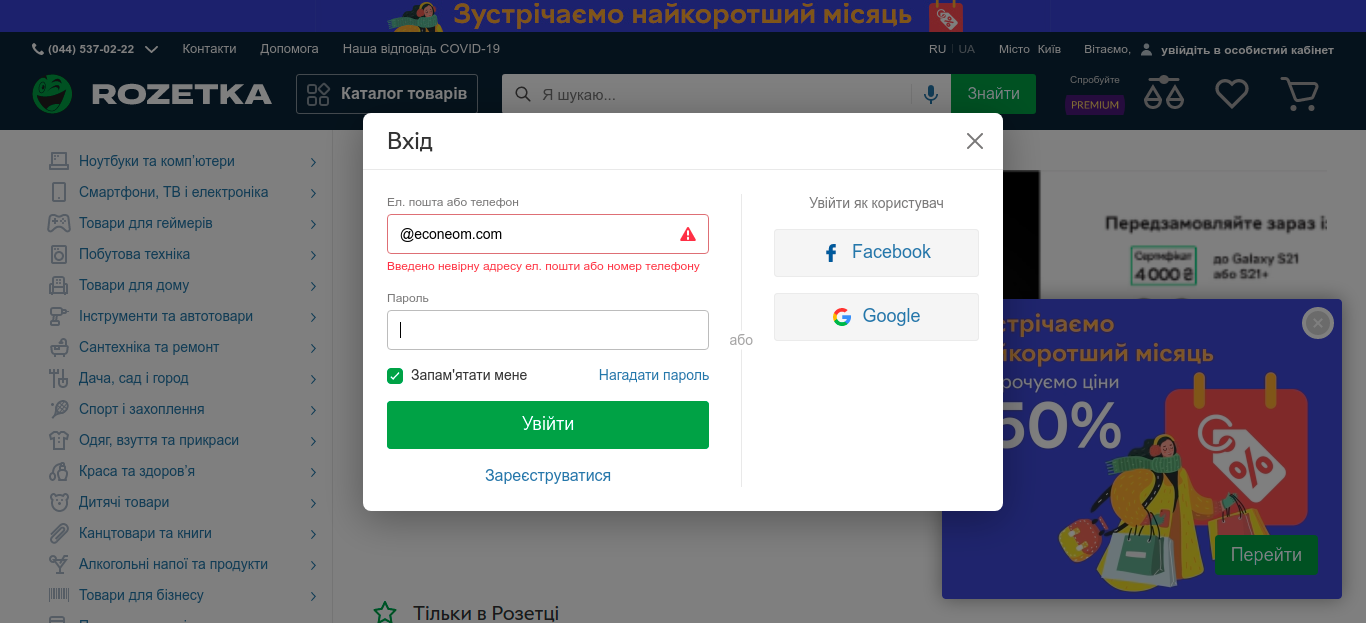 Зустрічаємо найкоротший місяць
(044) 537-02-22 Контакти Допомога Наша відповідь COVID-19 RU | UA Місто Київ Вітаємо, увійдіть в особистий кабінет
ROZETKA Каталог товарів Я шукаю... Знайти Спробуйте
PREMIUM
Вхід
Ел. пошта або телефон
@econeom.com
Введено невірну адресу ел. пошти або номер телефону
Пароль
Запам'ятати мене Нагадати пароль
Увійти
Зареєструватися
або
Увійти як користувач
Facebook
Google
Ноутбуки та комп'ютери
Смартфони, ТВ і електроніка
Товари для геймерів
Побутова техніка
Товари для дому
Інструменти та автотовари
Сантехніка та ремонт
Дача, сад і город
Спорт і захоплення
Одяг, взуття та прикраси
Краса та здоров'я
Дитячі товари
Канцтовари та книги
Алкогольні напої та продукти
Товари для бізнесу
Передзамовляйте зараз і
Сертифікат
4 000 ₴
до Galaxy S21
або S21+
стрічаємо
йкоротший місяць
рочуємо ціни
50%
%
Перейти
Тільки в Розетці